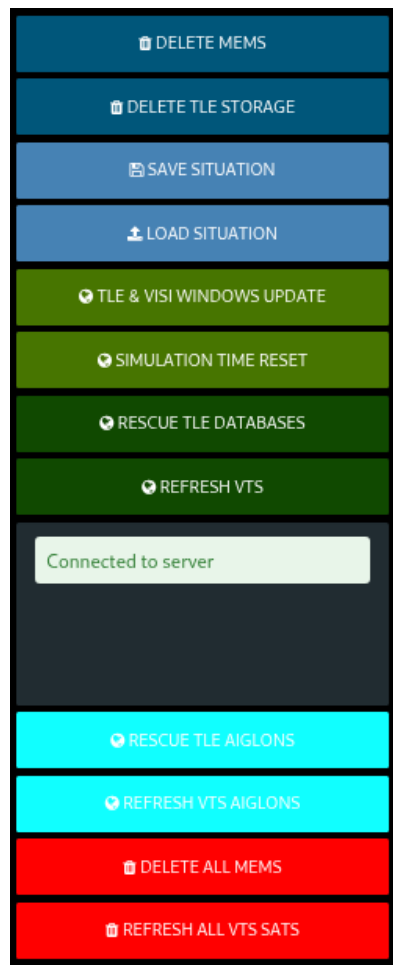 DELETE MEMS
DELETE TLE STORAGE
SAVE SITUATION
LOAD SITUATION
TLE & VISI WINDOWS UPDATE
SIMULATION TIME RESET
RESCUE TLE DATABASES
REFRESH VTS
Connected to server
RESCUE TLE AIGLONS
REFRESH VTS AIGLONS
DELETE ALL MEMS
REFRESH ALL VTS SATS